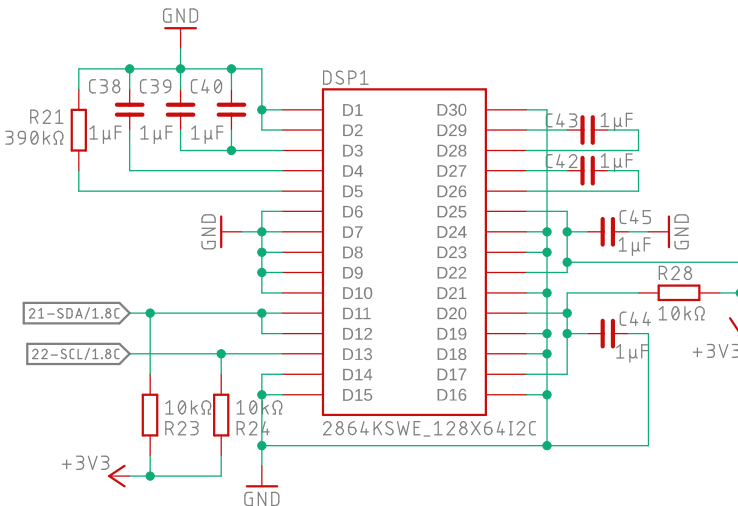 GND
DSP1
C38
C39
C40
R21
390kΩ
1µF
1µF
1µF
D1
D2
D3
D4
D5
D6
D7
D8
D9
D10
D11
D12
D13
D14
D15
D30
D29
D28
D27
D26
D25
D24
D23
D22
D21
D20
D19
D18
D17
D16
C43
1µF
C42
1µF
GND
C45
1µF
GND
R28
10kΩ
C44
1µF
+3V3
21-SDA/1.8C
22-SCL/1.8C
10kΩ
R23
10kΩ
R24
2864KSWE_128X64I2C
+3V3
GND